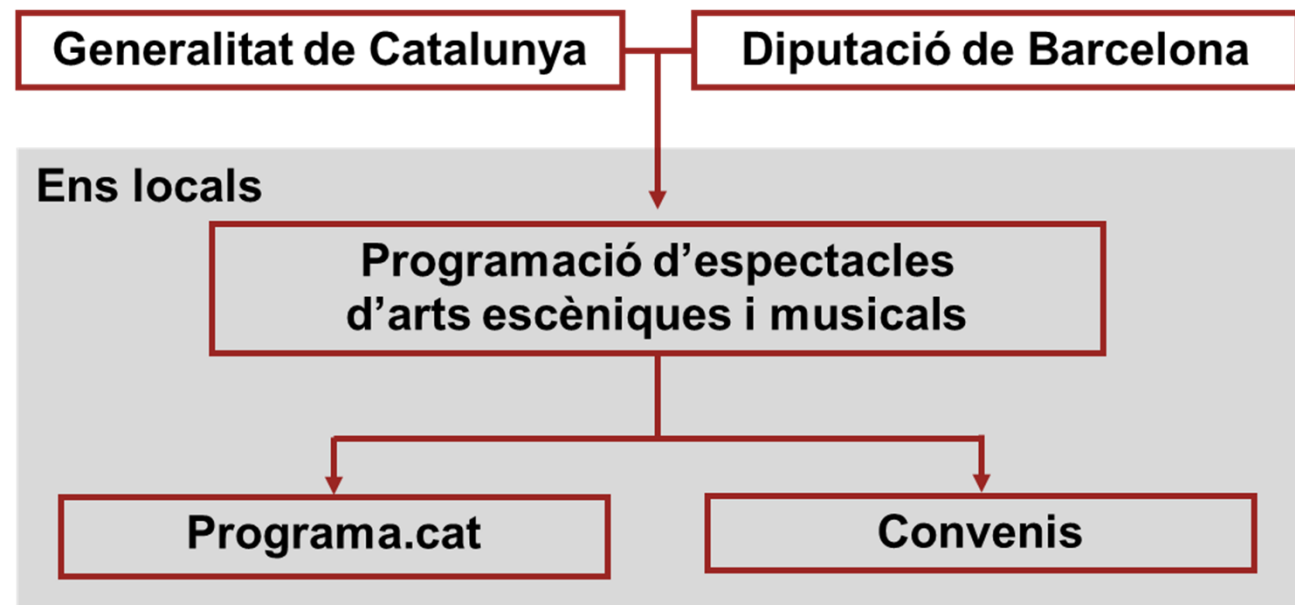 Generalitat de Catalunya
Diputació de Barcelona
Ens locals
Programació d’espectacles
d’arts escèniques i musicals
Programa.cat
Convenis